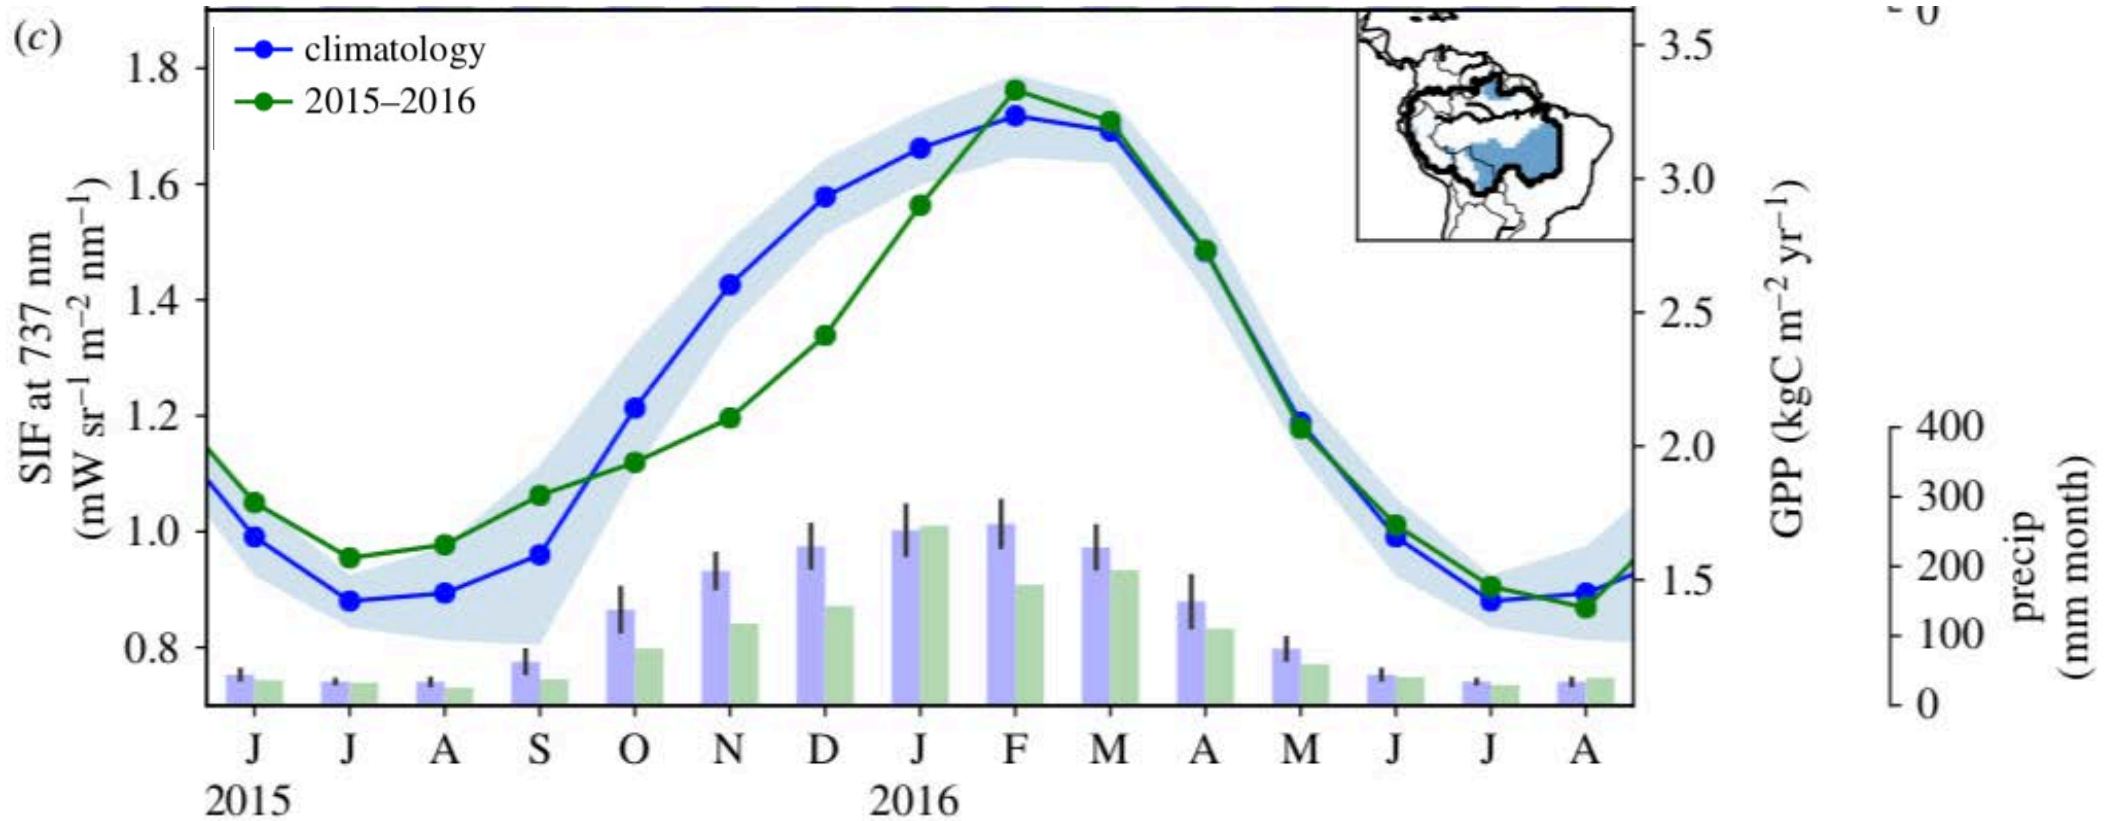 (c)
climatology
2015–2016
SIF at 737 nm
(mW sr⁻¹ m⁻² nm⁻¹)
1.8
1.6
1.4
1.2
1.0
0.8
3.5
3.0
2.5
2.0
1.5
GPP (kgC m⁻² yr⁻¹)
0
400
300
200
100
0
precip
(mm month)
J J A S O N D J F M A M J J A
2015 2016